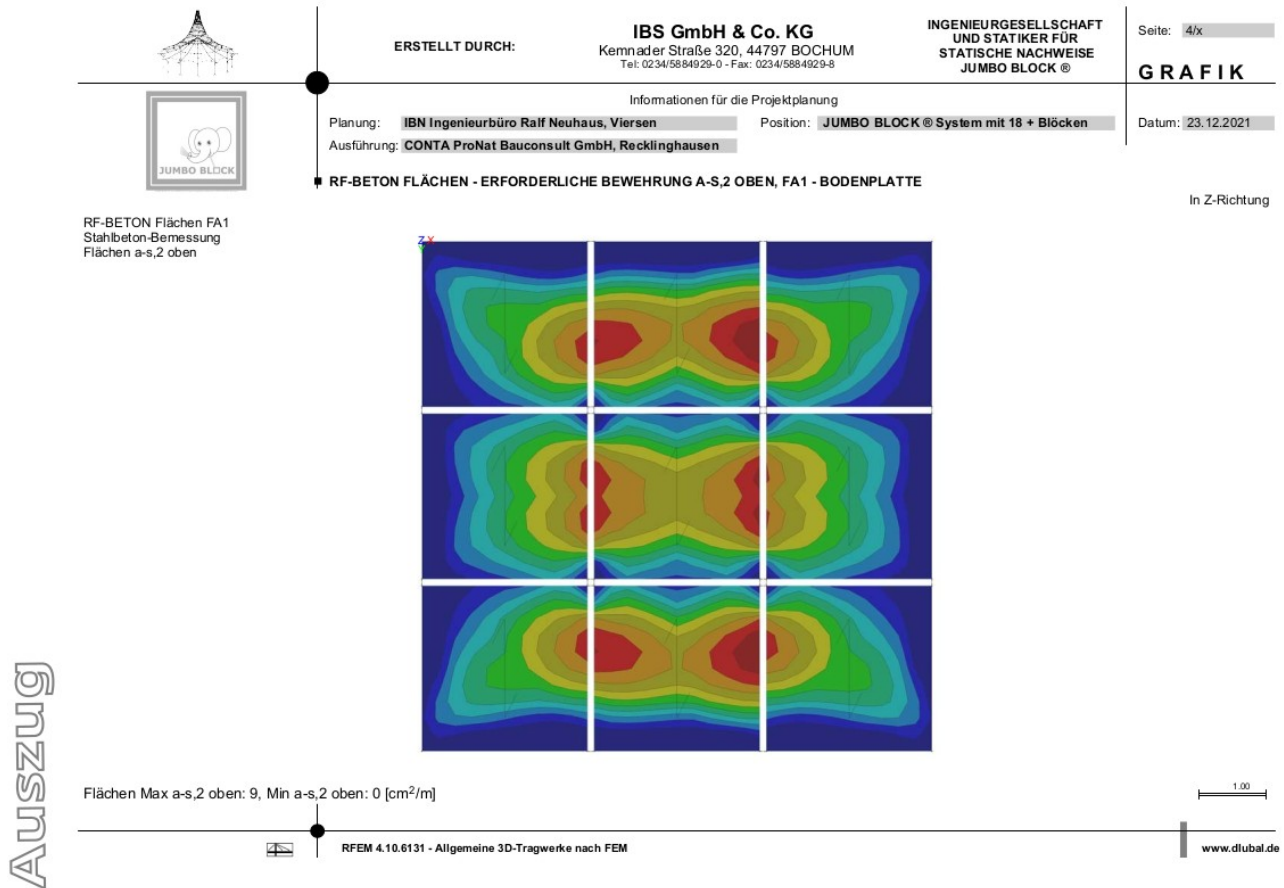 ERSTELLT DURCH:
IBS GmbH & Co. KG
Kemnader Straße 320, 44797 BOCHUM
Tel: 0234/5884929-0 - Fax: 0234/5884929-8
INGENIEURGESELLSCHAFT
UND STATIKER FÜR
STATISCHE NACHWEISE
JUMBO BLOCK ®
Seite: 4/x
GRAFIK
JUMBO BLOCK
Informationen für die Projektplanung
Planung: IBN Ingenieurbüro Ralf Neuhaus, Viersen
Position: JUMBO BLOCK ® System mit 18 + Blöcken
Datum: 23.12.2021
Ausführung: CONTA ProNat Bauconsult GmbH, Recklinghausen
RF-BETON FLÄCHEN - ERFORDERLICHE BEWEHRUNG A-S,2 OBEN, FA1 - BODENPLATTE
In Z-Richtung
RF-BETON Flächen FA1
Stahlbeton-Bemessung
Flächen a-s,2 oben
Z X
Y
Auszug
Flächen Max a-s,2 oben: 9, Min a-s,2 oben: 0 [cm²/m]
1.00
RFEM 4.10.6131 - Allgemeine 3D-Tragwerke nach FEM
www.dlubal.de